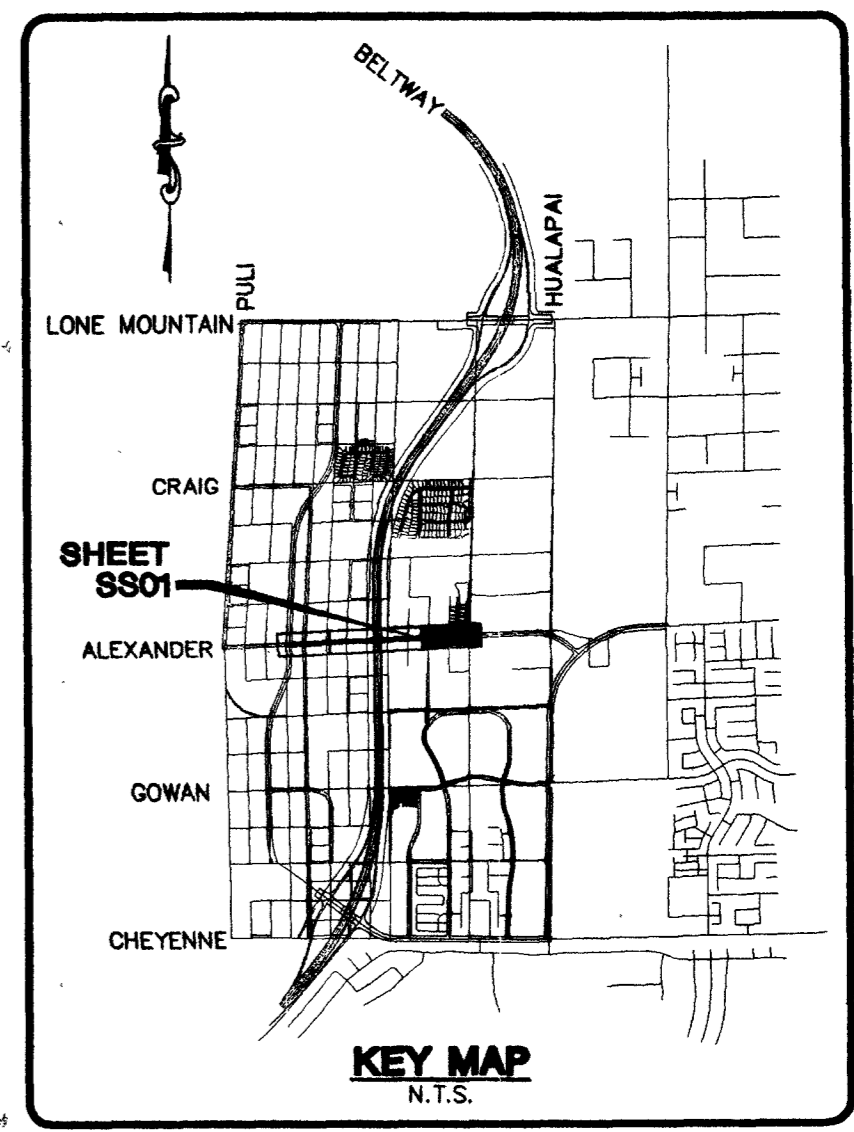 BELTWAY
HUALAPAI
PULI
LONE MOUNTAIN
CRAIG
SHEET
SS01
ALEXANDER
GOWAN
CHEYENNE
KEY MAP
N.T.S.